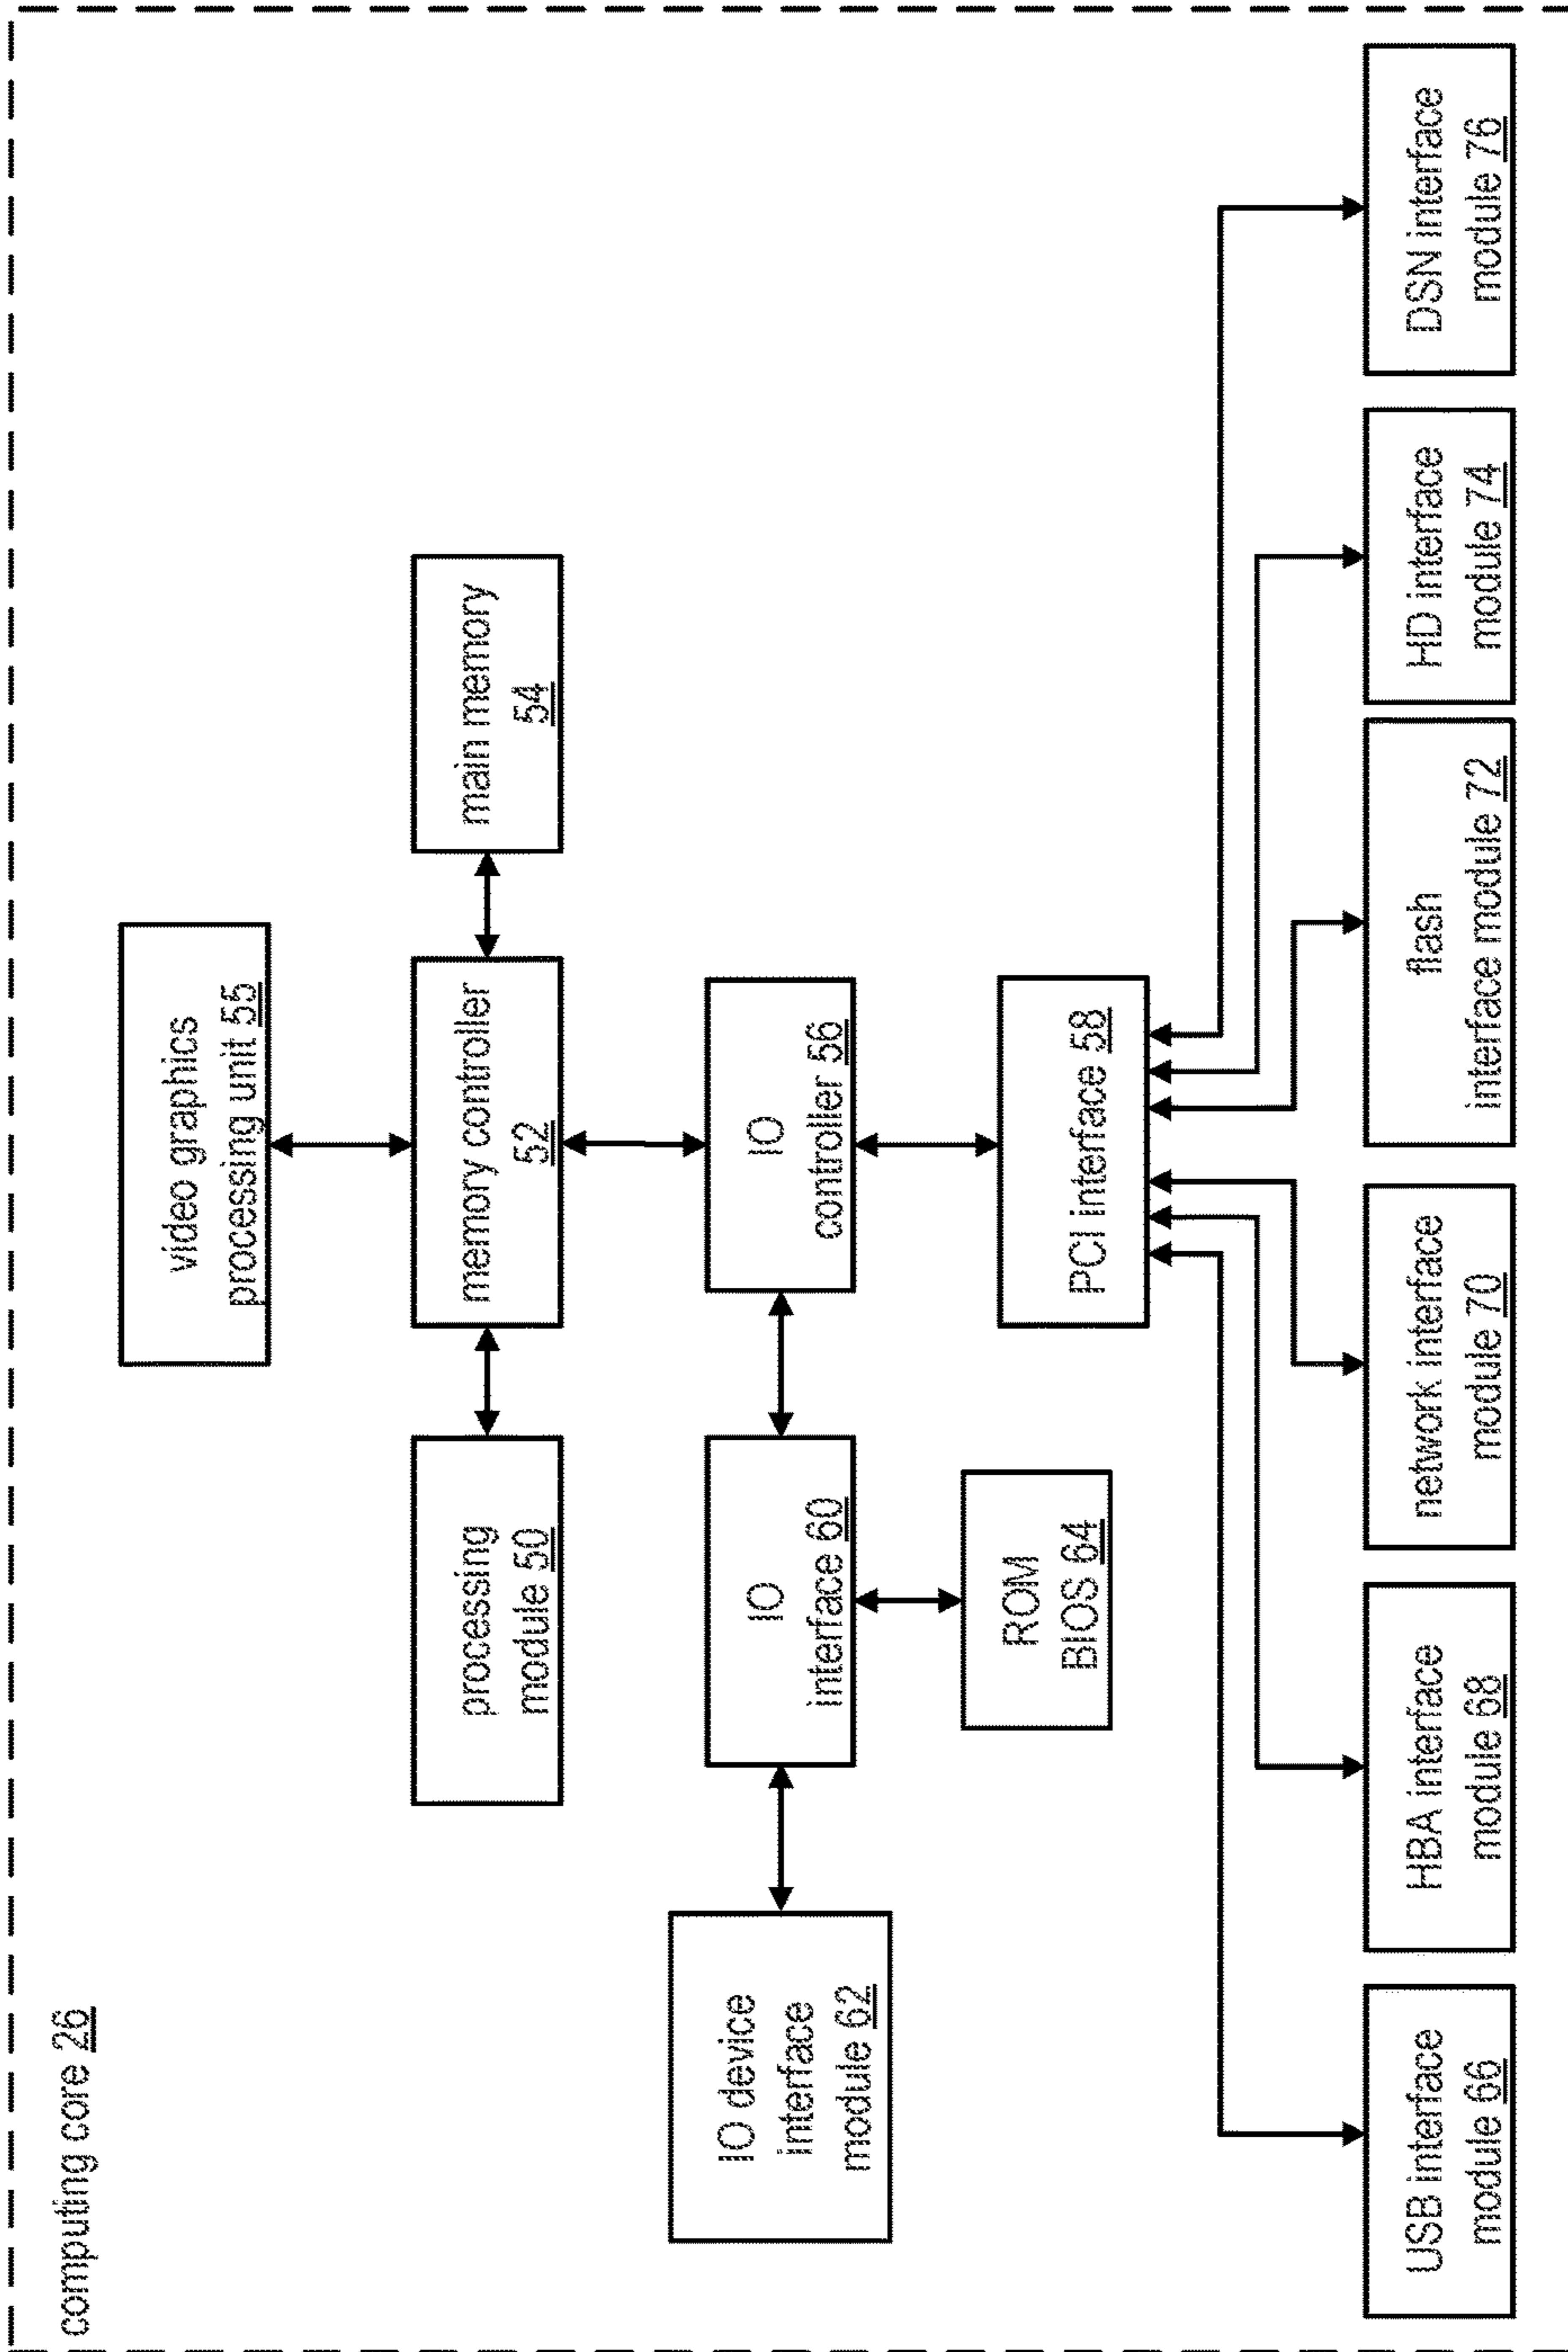 computing core 26
video graphics
processing unit 55
processing
module 50
memory controller
52
main memory
54
IO device
interface
module 62
IO
interface 60
IO
controller 56
ROM
BIOS 64
PCI interface 58
USB interface
module 66
HBA interface
module 68
network interface
module 70
flash
interface module 72
HD interface
module 74
DSN interface
module 76